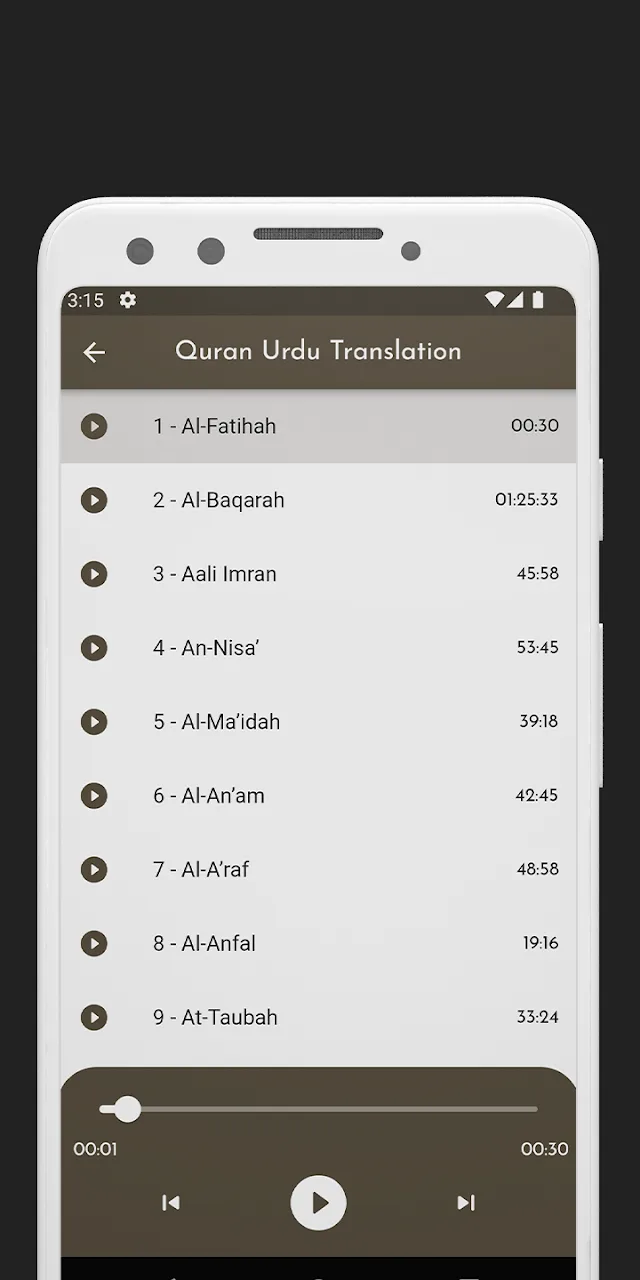 3:15
Quran Urdu Translation
1 - Al-Fatihah 00:30
2 - Al-Baqarah 01:25:33
3 - Aali Imran 45:58
4 - An-Nisa’ 53:45
5 - Al-Ma’idah 39:18
6 - Al-An’am 42:45
7 - Al-A’raf 48:58
8 - Al-Anfal 19:16
9 - At-Taubah 33:24
00:01 00:30